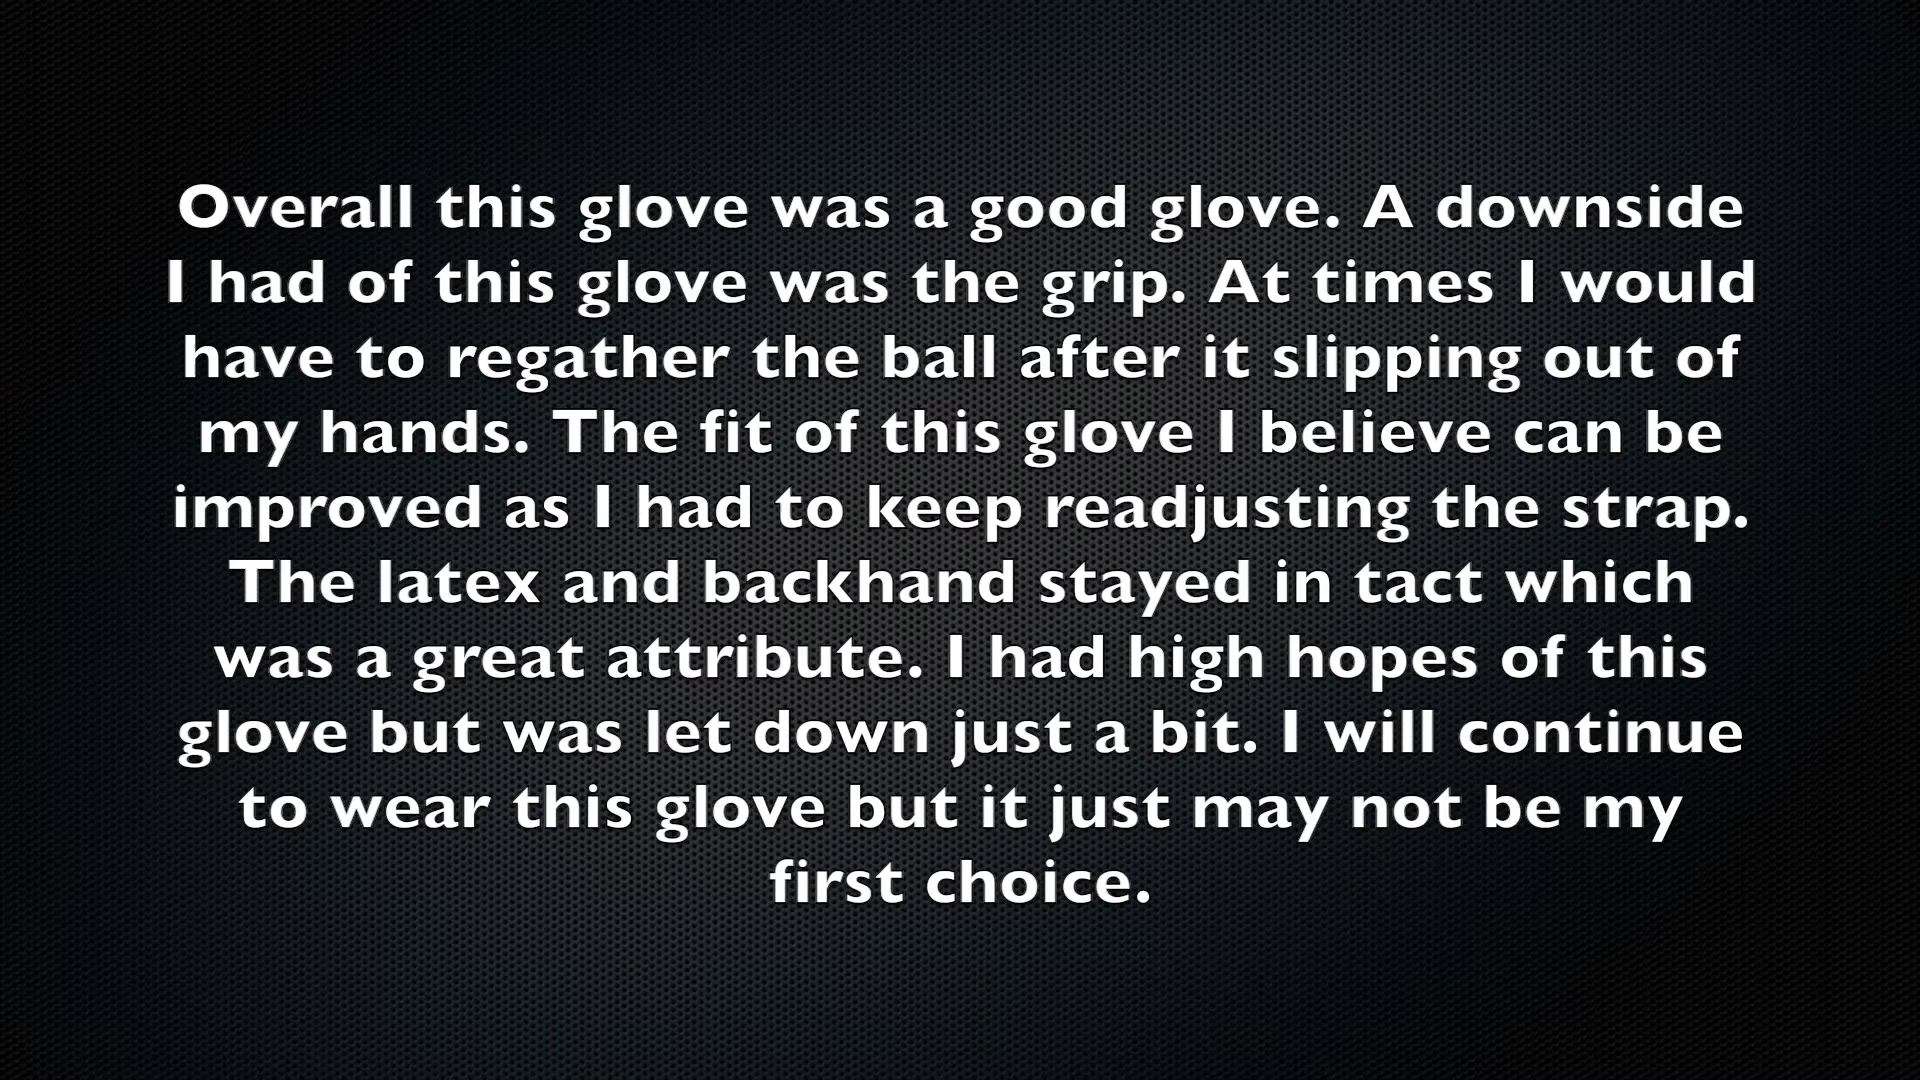 Overall this glove was a good glove. A downside
I had of this glove was the grip. At times I would
have to regather the ball after it slipping out of
my hands. The fit of this glove I believe can be
improved as I had to keep readjusting the strap.
The latex and backhand stayed in tact which
was a great attribute. I had high hopes of this
glove but was let down just a bit. I will continue
to wear this glove but it just may not be my
first choice.